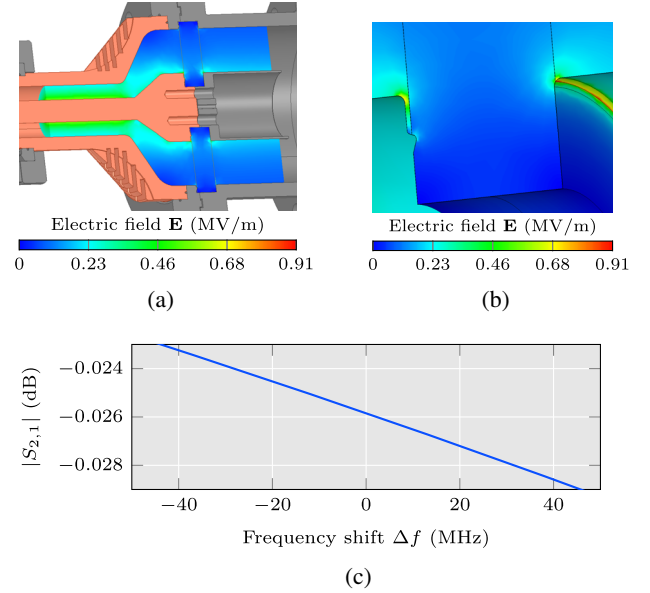 Electric field E (MV/m)
0 0.23 0.46 0.68 0.91
(a)
Electric field E (MV/m)
0 0.23 0.46 0.68 0.91
(b)
|S2,1| (dB)
−0.024
−0.026
−0.028
−40 −20 0 20 40
Frequency shift Δf (MHz)
(c)